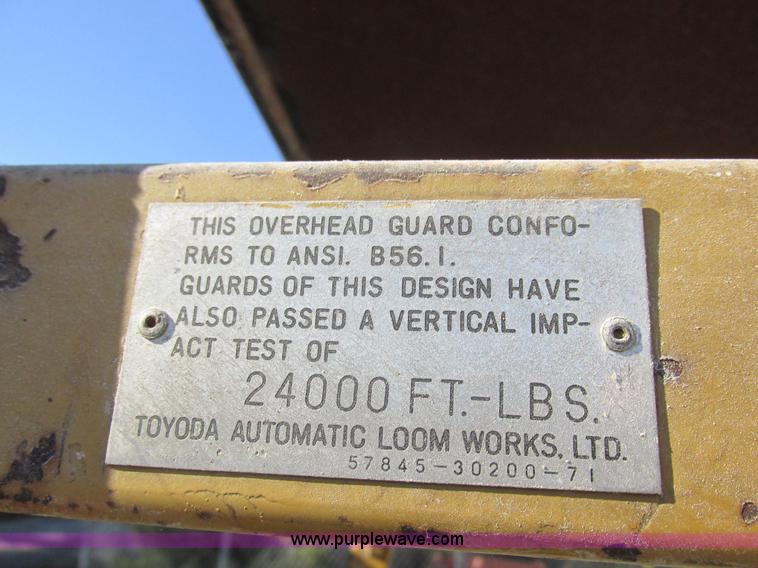 THIS OVERHEAD GUARD CONFO-
RMS TO ANSI. B56.1.
GUARDS OF THIS DESIGN HAVE
ALSO PASSED A VERTICAL IMP-
ACT TEST OF
24000 FT.-LBS.
TOYODA AUTOMATIC LOOM WORKS, LTD.
57845-30200-71
www.purplewave.com